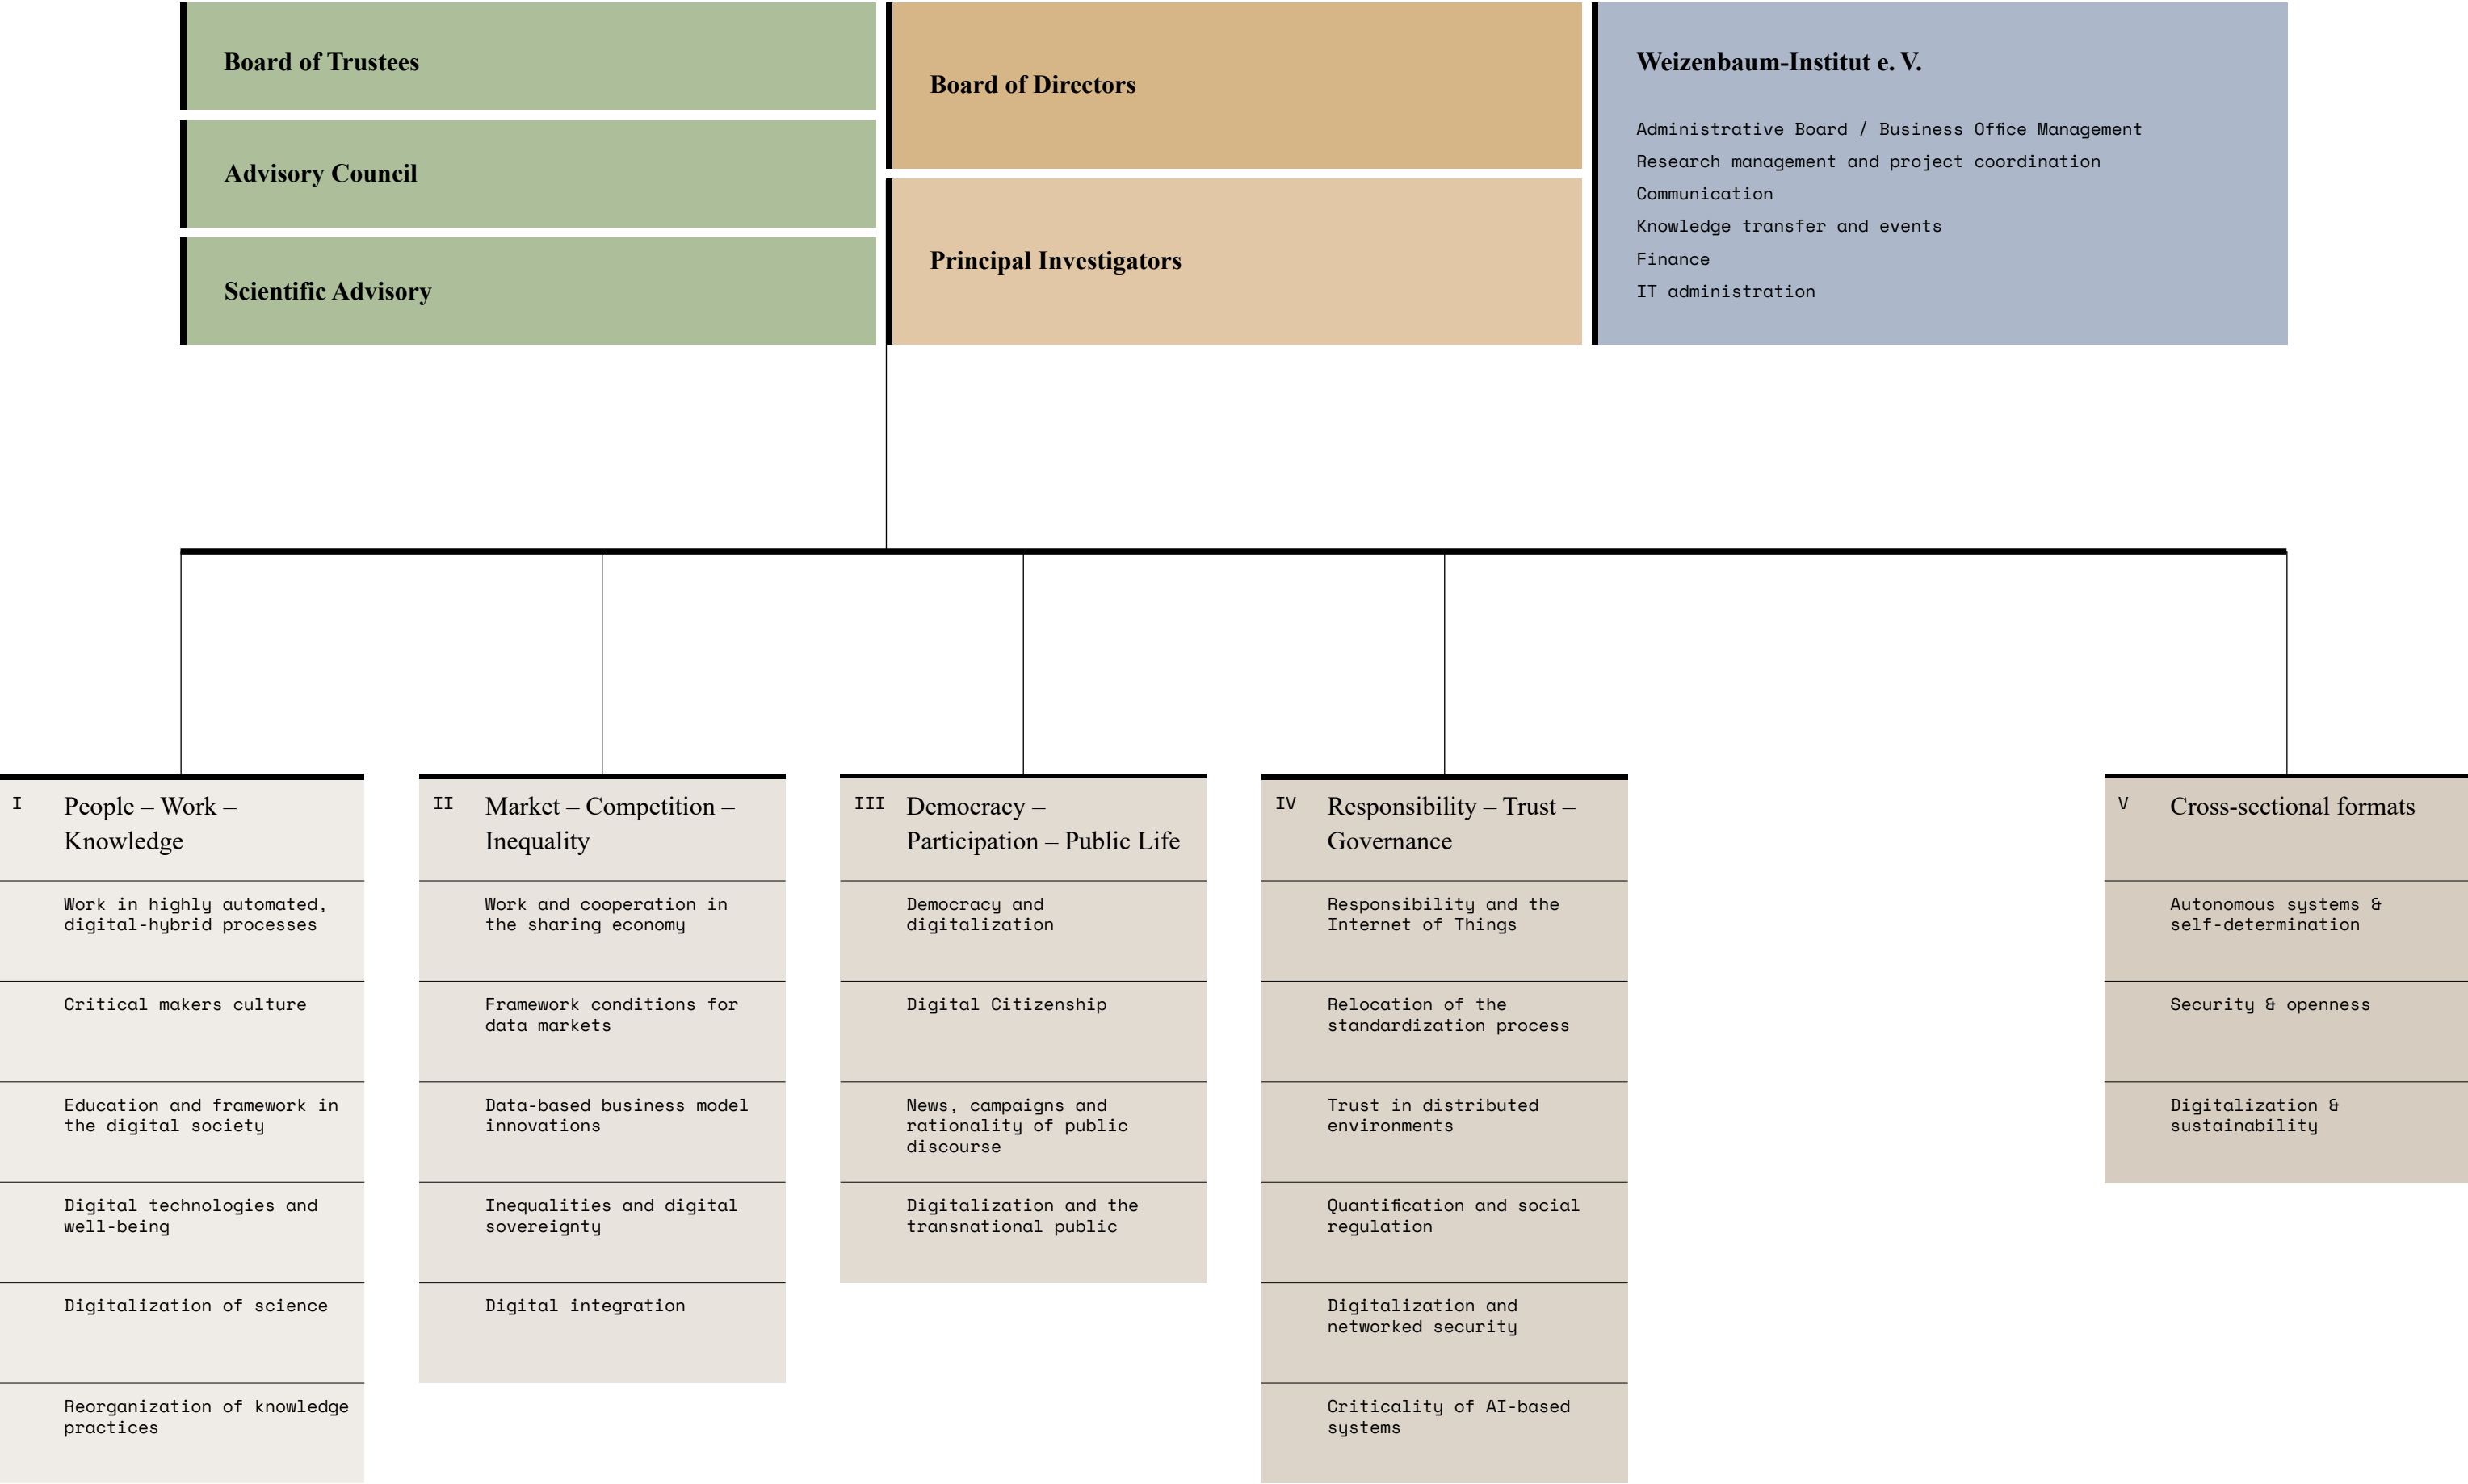 Board of Trustees
Advisory Council
Scientific Advisory
Board of Directors
Principal Investigators
Weizenbaum-Institut e. V.
Administrative Board / Business Office Management
Research management and project coordination
Communication
Knowledge transfer and events
Finance
IT administration
I People – Work –
Knowledge
Work in highly automated,
digital-hybrid processes
Critical makers culture
Education and framework in
the digital society
Digital technologies and
well-being
Digitalization of science
Reorganization of knowledge
practices
II Market – Competition –
Inequality
Work and cooperation in
the sharing economy
Framework conditions for
data markets
Data-based business model
innovations
Inequalities and digital
sovereignty
Digital integration
III Democracy –
Participation – Public Life
Democracy and
digitalization
Digital Citizenship
News, campaigns and
rationality of public
discourse
Digitalization and the
transnational public
IV Responsibility – Trust –
Governance
Responsibility and the
Internet of Things
Relocation of the
standardization process
Trust in distributed
environments
Quantification and social
regulation
Digitalization and
networked security
Criticality of AI-based
systems
V Cross-sectional formats
Autonomous systems &
self-determination
Security & openness
Digitalization &
sustainability